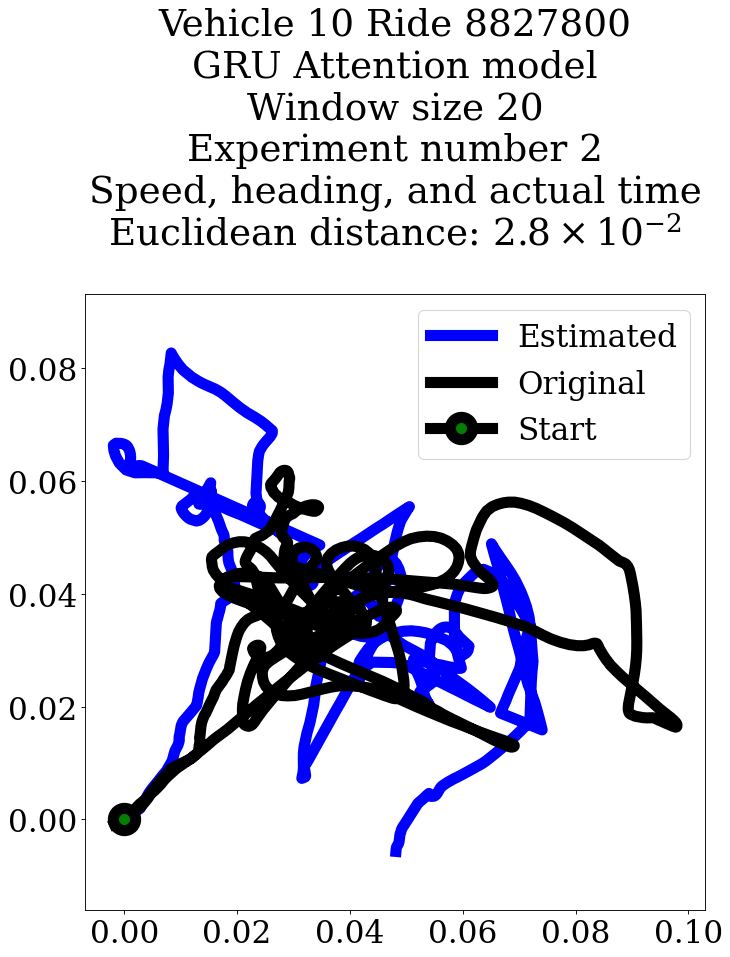 Vehicle 10 Ride 8827800
GRU Attention model
Window size 20
Experiment number 2
Speed, heading, and actual time
Euclidean distance: 2.8 × 10⁻²
Estimated
Original
Start
0.08
0.06
0.04
0.02
0.00
0.00 0.02 0.04 0.06 0.08 0.10